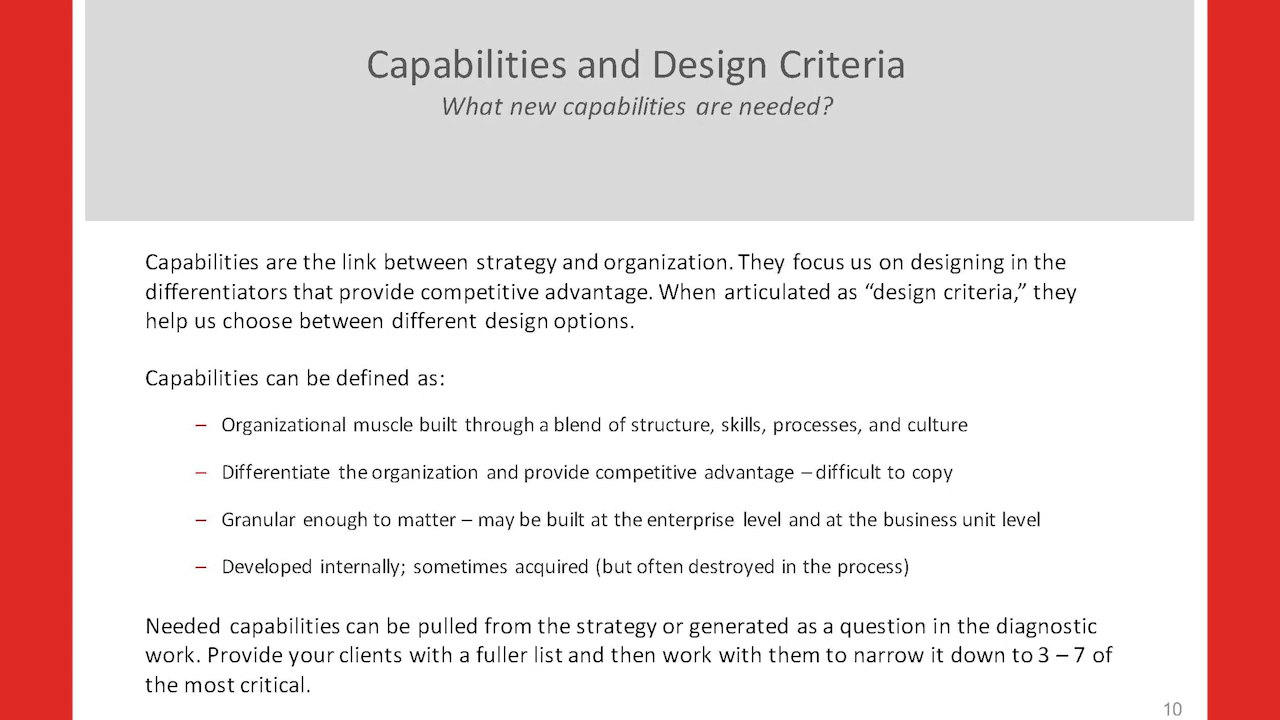 Capabilities and Design Criteria
What new capabilities are needed?
Capabilities are the link between strategy and organization. They focus us on designing in the
differentiators that provide competitive advantage. When articulated as “design criteria,” they
help us choose between different design options.
Capabilities can be defined as:
– Organizational muscle built through a blend of structure, skills, processes, and culture
– Differentiate the organization and provide competitive advantage – difficult to copy
– Granular enough to matter – may be built at the enterprise level and at the business unit level
– Developed internally; sometimes acquired (but often destroyed in the process)
Needed capabilities can be pulled from the strategy or generated as a question in the diagnostic
work. Provide your clients with a fuller list and then work with them to narrow it down to 3 – 7 of
the most critical.
10